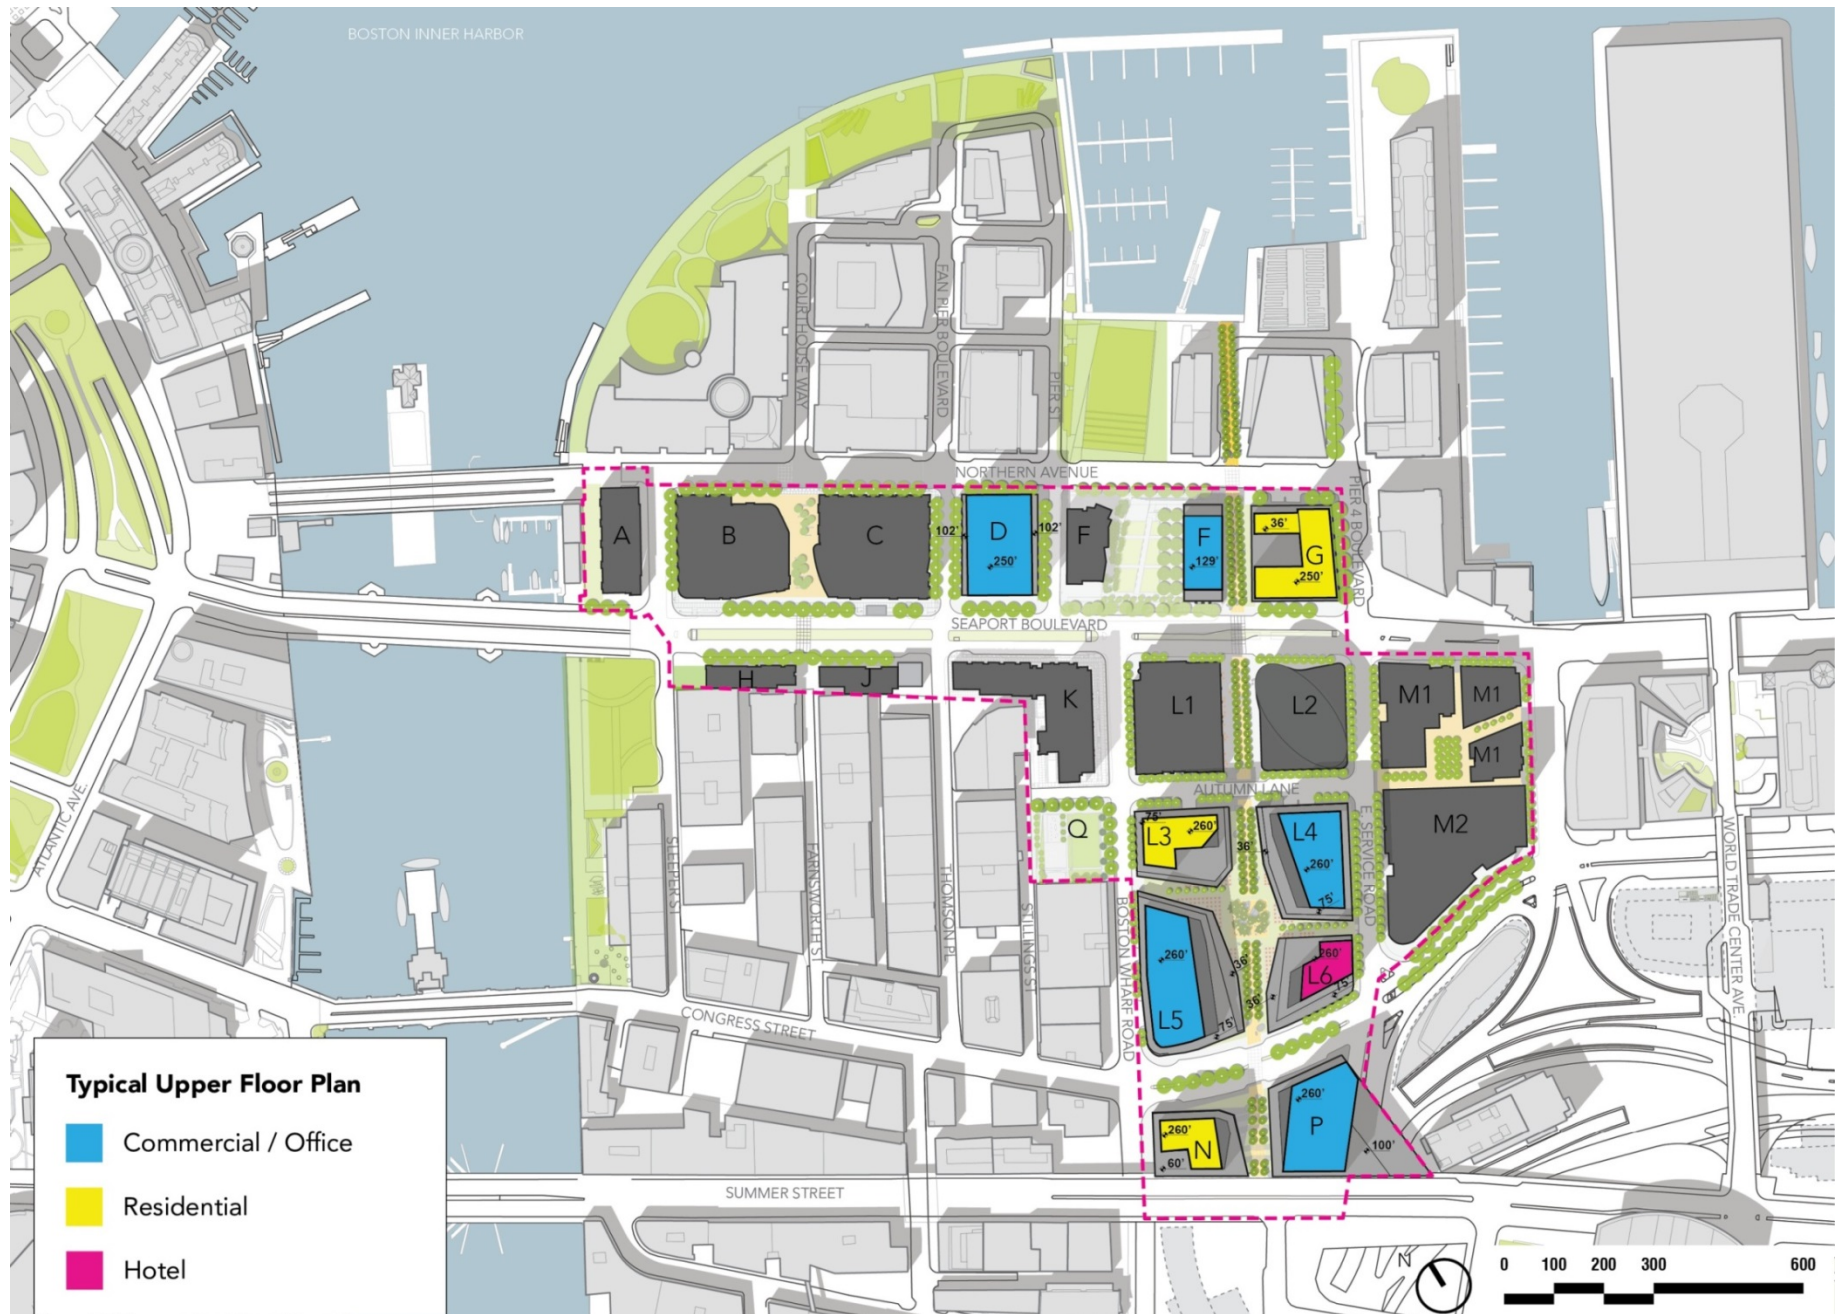 BOSTON INNER HARBOR
COURTHOUSE WAY
FAN PIER BOULEVARD
PIER ST.
NORTHERN AVENUE
PIER 4 BOULEVARD
A
B
C
102'
D
250'
102'
F
F
129'
36'
G
250'
SEAPORT BOULEVARD
H
J
K
L1
L2
M1
M1
M1
AUTUMN LANE
M2
Q
75'
L3
260'
36'
L4
260'
75'
E. SERVICE ROAD
ATLANTIC AVE.
SLEEPER ST
FARNSWORTH ST
THOMSON PL
STILLINGS ST
BOSTON WHARF ROAD
WORLD TRADE CENTER AVE.
260'
L5
36'
75'
260'
L6
36'
75'
CONGRESS STREET
260'
P
100'
260'
N
60'
SUMMER STREET
Typical Upper Floor Plan
Commercial / Office
Residential
Hotel
N
0 100 200 300 600